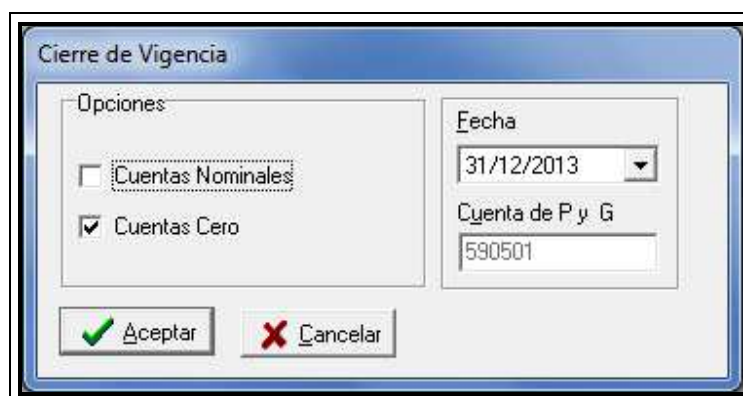 Cierre de Vigencia
Opciones
Cuentas Nominales
Cuentas Cero
Fecha
31/12/2013
Cuenta de P y G
590501
Aceptar
Cancelar